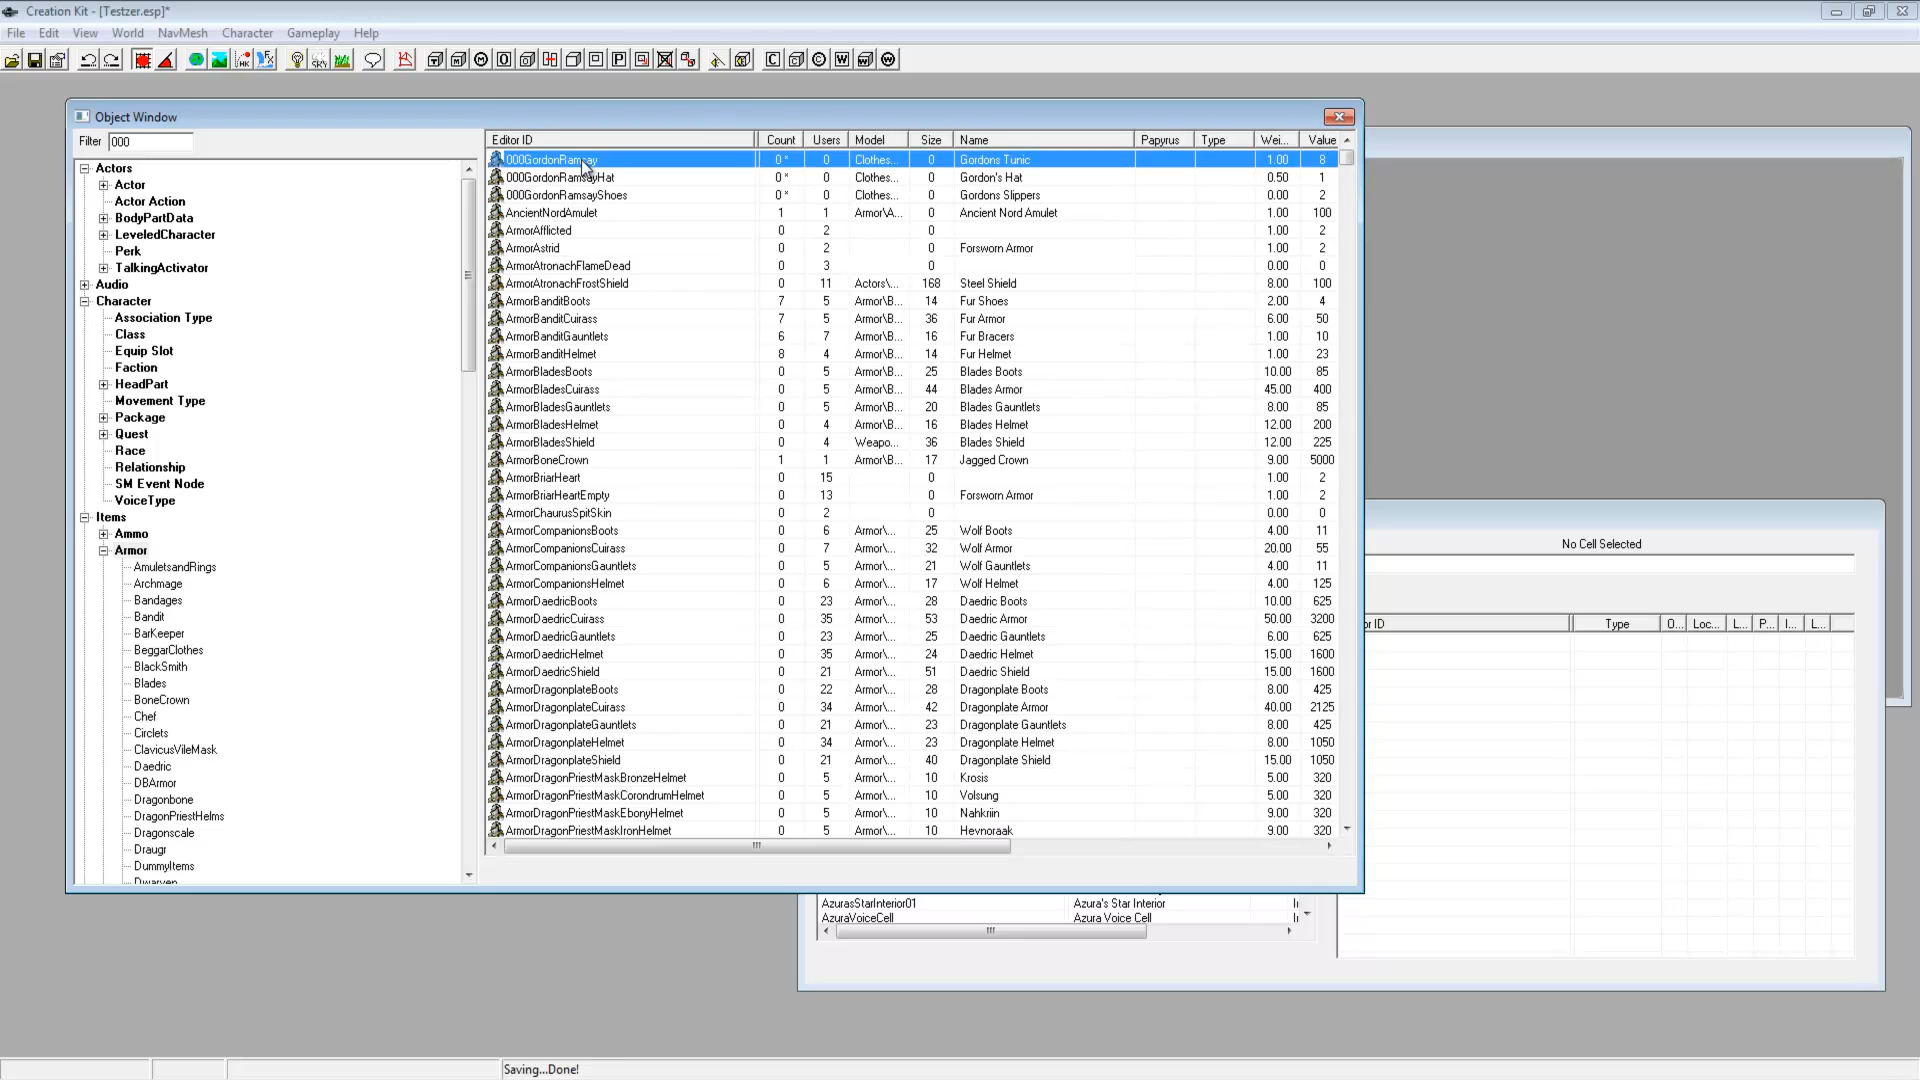 Creation Kit - [Testzer.esp]*
File Edit View World NavMesh Character Gameplay Help
Object Window
Filter 000
Actors
Actor
Actor Action
BodyPartData
LeveledCharacter
Perk
TalkingActivator
Audio
Character
Association Type
Class
Equip Slot
Faction
HeadPart
Movement Type
Package
Quest
Race
Relationship
SM Event Node
VoiceType
Items
Ammo
Armor
AmuletsandRings
Archmage
Bandages
Bandit
BarKeeper
BeggarClothes
BlackSmith
Blades
BoneCrown
Chef
Circlets
ClavicusVileMask
Daedric
DBArmor
Dragonbone
DragonPriestHelms
Dragonscale
Draugr
DummyItems
Dwarven
Editor ID Count Users Model Size Name Papyrus Type Wei... Value
000GordonRamsay 0 * 0 Clothes... 0 Gordons Tunic 1.00 8
000GordonRamsayHat 0 * 0 Clothes... 0 Gordon's Hat 0.50 1
000GordonRamsayShoes 0 * 0 Clothes... 0 Gordons Slippers 0.00 2
AncientNordAmulet 1 1 Armor\A... 0 Ancient Nord Amulet 1.00 100
ArmorAfflicted 0 2 0 1.00 2
ArmorAstrid 0 2 0 Forsworn Armor 1.00 2
ArmorAtronachFlameDead 0 3 0 0.00 0
ArmorAtronachFrostShield 0 11 Actors\... 168 Steel Shield 8.00 100
ArmorBanditBoots 7 5 Armor\B... 14 Fur Shoes 2.00 4
ArmorBanditCuirass 7 5 Armor\B... 36 Fur Armor 6.00 50
ArmorBanditGauntlets 6 7 Armor\B... 16 Fur Bracers 1.00 10
ArmorBanditHelmet 8 4 Armor\B... 14 Fur Helmet 1.00 23
ArmorBladesBoots 0 5 Armor\B... 25 Blades Boots 10.00 85
ArmorBladesCuirass 0 5 Armor\B... 44 Blades Armor 45.00 400
ArmorBladesGauntlets 0 5 Armor\B... 20 Blades Gauntlets 8.00 85
ArmorBladesHelmet 0 4 Armor\B... 16 Blades Helmet 12.00 200
ArmorBladesShield 0 4 Weapo... 36 Blades Shield 12.00 225
ArmorBoneCrown 1 1 Armor\B... 17 Jagged Crown 9.00 5000
ArmorBriarHeart 0 15 0 1.00 2
ArmorBriarHeartEmpty 0 13 0 Forsworn Armor 1.00 2
ArmorChaurusSpitSkin 0 2 0 0.00 0
ArmorCompanionsBoots 0 6 Armor\... 25 Wolf Boots 4.00 11
ArmorCompanionsCuirass 0 7 Armor\... 32 Wolf Armor 20.00 55
ArmorCompanionsGauntlets 0 5 Armor\... 21 Wolf Gauntlets 4.00 11
ArmorCompanionsHelmet 0 6 Armor\... 17 Wolf Helmet 4.00 125
ArmorDaedricBoots 0 23 Armor\... 28 Daedric Boots 10.00 625
ArmorDaedricCuirass 0 35 Armor\... 53 Daedric Armor 50.00 3200
ArmorDaedricGauntlets 0 23 Armor\... 25 Daedric Gauntlets 6.00 625
ArmorDaedricHelmet 0 35 Armor\... 24 Daedric Helmet 15.00 1600
ArmorDaedricShield 0 21 Armor\... 51 Daedric Shield 15.00 1600
ArmorDragonplateBoots 0 22 Armor\... 28 Dragonplate Boots 8.00 425
ArmorDragonplateCuirass 0 34 Armor\... 42 Dragonplate Armor 40.00 2125
ArmorDragonplateGauntlets 0 21 Armor\... 23 Dragonplate Gauntlets 8.00 425
ArmorDragonplateHelmet 0 34 Armor\... 23 Dragonplate Helmet 8.00 1050
ArmorDragonplateShield 0 21 Armor\... 40 Dragonplate Shield 15.00 1050
ArmorDragonPriestMaskBronzeHelmet 0 5 Armor\... 10 Krosis 5.00 320
ArmorDragonPriestMaskCorondrumHelmet 0 5 Armor\... 10 Volsung 5.00 320
ArmorDragonPriestMaskEbonyHelmet 0 5 Armor\... 10 Nahkriin 9.00 320
ArmorDragonPriestMaskIronHelmet 0 5 Armor\... 10 Hevnoraak 9.00 320
No Cell Selected
or ID Type O... Loc... L... P... I... L...
AzurasStarInterior01 Azura's Star Interior
AzuraVoiceCell Azura Voice Cell
Saving...Done!